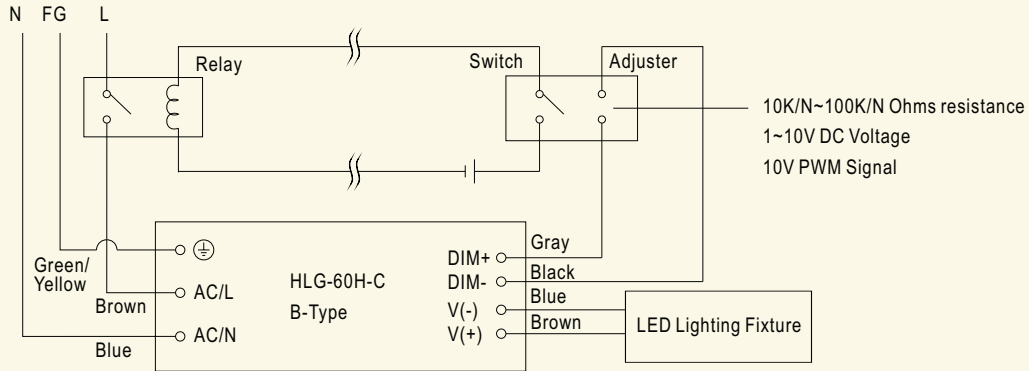 N FG L
Relay
Switch
Adjuster
10K/N~100K/N Ohms resistance
1~10V DC Voltage
10V PWM Signal
Green/
Yellow
Brown
Blue
AC/L
AC/N
HLG-60H-C
B-Type
DIM+
DIM-
V(-)
V(+)
Gray
Black
Blue
Brown
LED Lighting Fixture